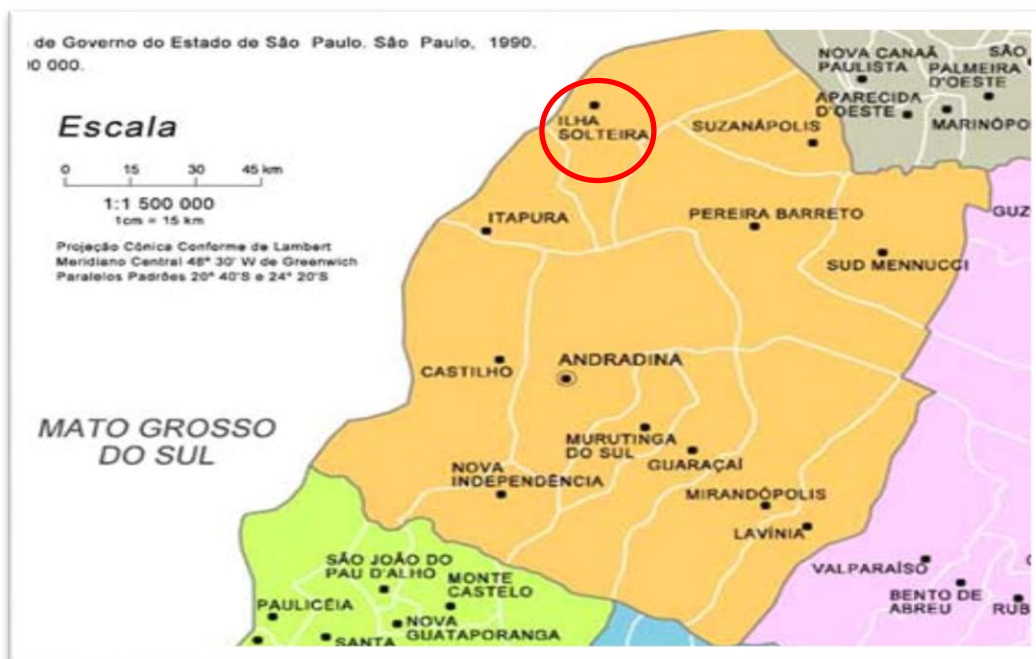 de Governo do Estado de São Paulo. São Paulo, 1990.
000.
Escala
0 15 30 45 km
1:1 500 000
1cm = 15 km
Projeção Cônica Conforme de Lambert
Meridiano Central 48° 30' W de Greenwich
Paralelos Padrões 20° 40'S e 24° 20'S
NOVA CANAÃ
PAULISTA
SÃO
PALMEIRA
D'OESTE
APARECIDA
D'OESTE
MARINÓPO
ILHA
SOLTEIRA
SUZANÁPOLIS
ITAPURA
PEREIRA BARRETO
GUZ
SUD MENNUCCI
CASTILHO
ANDRADINA
MATO GROSSO
DO SUL
MURUTINGA
DO SUL
GUARAÇAÍ
NOVA
INDEPENDÊNCIA
MIRANDÓPOLIS
LAVÍNIA
SÃO JOÃO DO
PAU D'ALHO
MONTE
CASTELO
VALPARAÍSO
BENTO DE
ABREU
RUB
PAULICÉIA
NOVA
GUATAPORANGA
SANTA